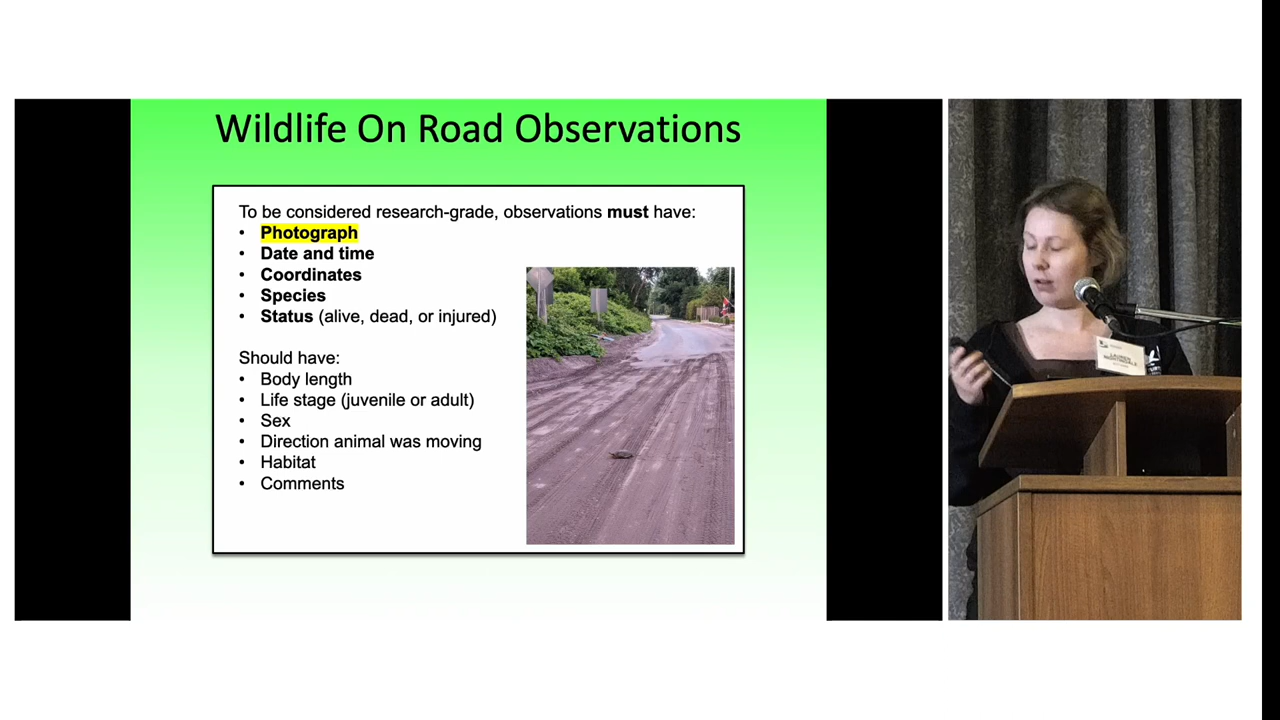 Wildlife On Road Observations
To be considered research-grade, observations must have:
• Photograph
• Date and time
• Coordinates
• Species
• Status (alive, dead, or injured)
Should have:
• Body length
• Life stage (juvenile or adult)
• Sex
• Direction animal was moving
• Habitat
• Comments
LAUREN
NIGHTINGALE